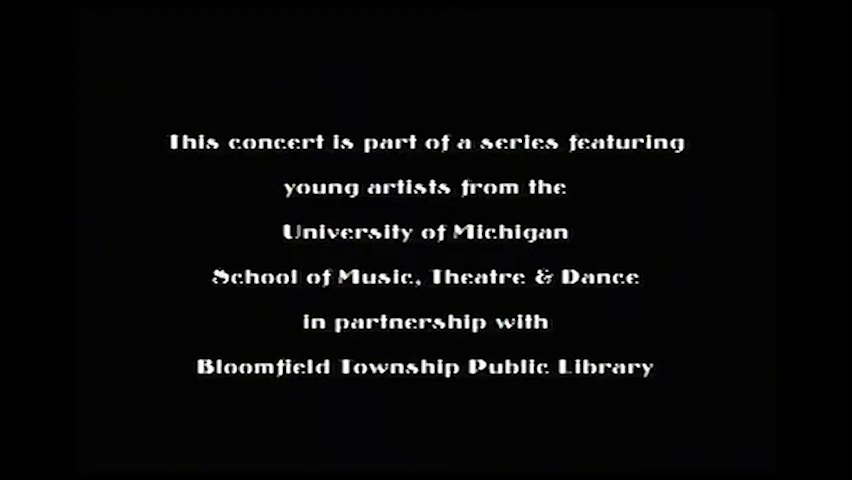 This concert is part of a series featuring
young artists from the
University of Michigan
School of Music, Theatre & Dance
in partnership with
Bloomfield Township Public Library